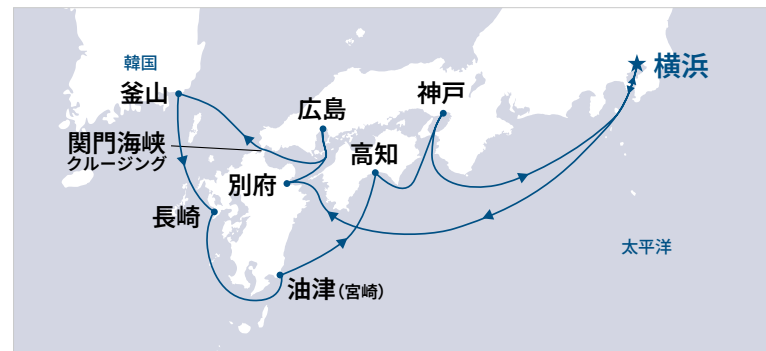 韓国
横浜
釜山
神戸
広島
関門海峡
クルージング
高知
別府
長崎
太平洋
油津(宮崎)